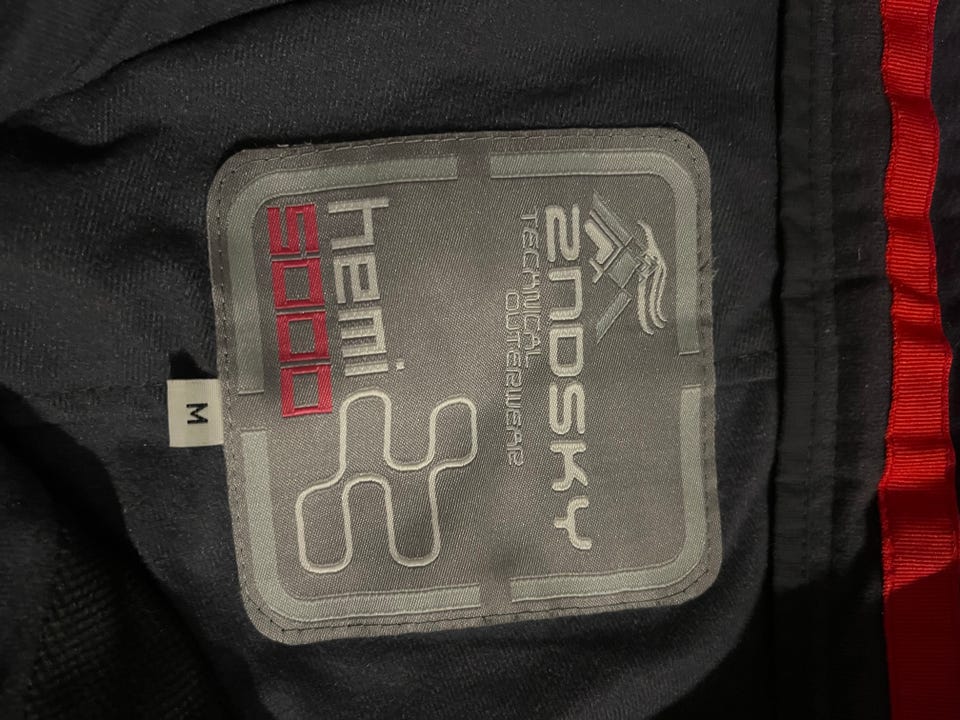 2NDSKY
TECHNICAL
OUTERWEAR
hemi
5000
M